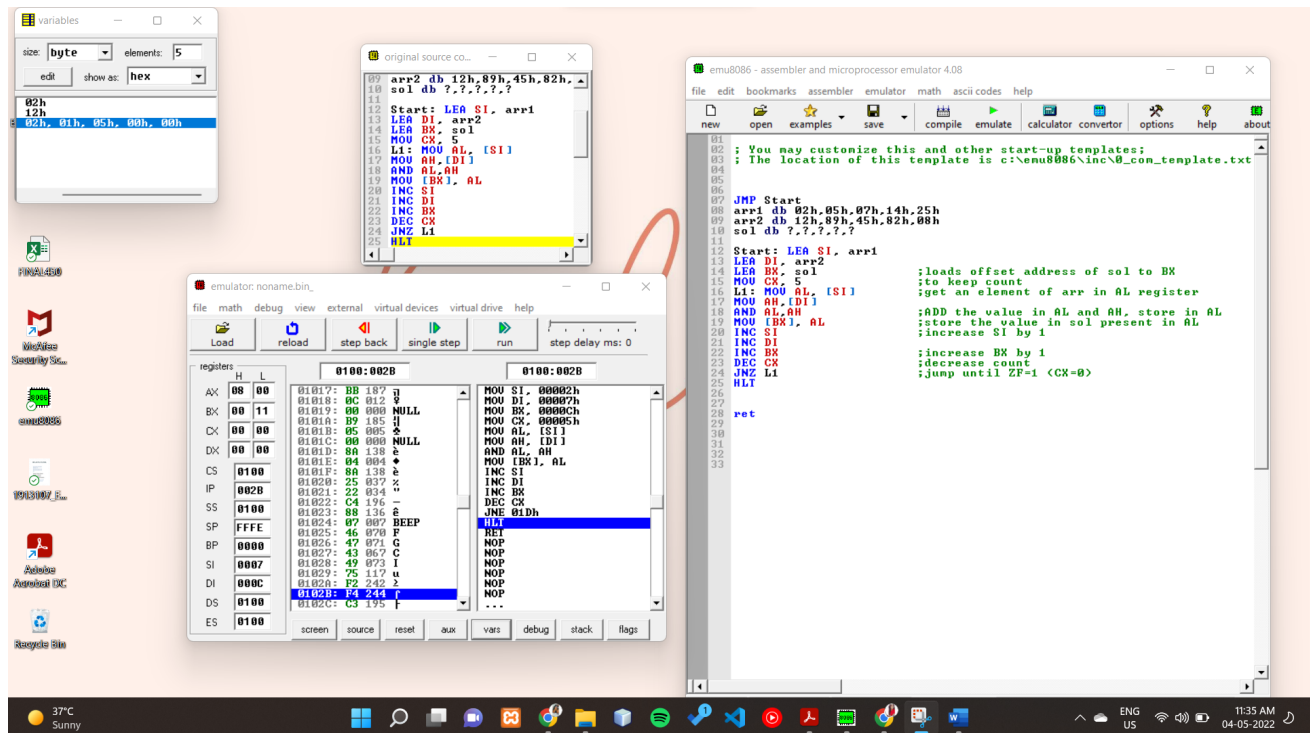 variables
size: byte elements: 5
edit show as: hex
02h
12h
02h, 01h, 05h, 00h, 00h
original source co...
09 arr2 db 12h,89h,45h,82h,
10 sol db ?,?,?,?,?
11
12 Start: LEA SI, arr1
13 LEA DI, arr2
14 LEA BX, sol
15 MOV CX, 5
16 L1: MOV AL, [SI]
17 MOV AH,[DI]
18 AND AL,AH
19 MOV [BX], AL
20 INC SI
21 INC DI
22 INC BX
23 DEC CX
24 JNZ L1
25 HLT
emu8086 - assembler and microprocessor emulator 4.08
file edit bookmarks assembler emulator math ascii codes help
new open examples save compile emulate calculator convertor options help about
01
02 ; You may customize this and other start-up templates;
03 ; The location of this template is c:\emu8086\inc\0_com_template.txt
04
05
06
07 JMP Start
08 arr1 db 02h,05h,07h,14h,25h
09 arr2 db 12h,89h,45h,82h,08h
10 sol db ?,?,?,?,?
11
12 Start: LEA SI, arr1
13 LEA DI, arr2
14 LEA BX, sol ;loads offset address of sol to BX
15 MOV CX, 5 ;to keep count
16 L1: MOV AL, [SI] ;get an element of arr in AL register
17 MOV AH,[DI]
18 AND AL,AH ;ADD the value in AL and AH, store in AL
19 MOV [BX], AL ;store the value in sol present in AL
20 INC SI ;increase SI by 1
21 INC DI
22 INC BX ;increase BX by 1
23 DEC CX ;decrease count
24 JNZ L1 ;jump until ZF=1 (CX=0)
25 HLT
26
27
28 ret
29
30
31
32
33
emulator: noname.bin_
file math debug view external virtual devices virtual drive help
Load reload step back single step run step delay ms: 0
registers
H L
AX 08 00
BX 00 11
CX 00 00
DX 00 00
CS 0100
IP 002B
SS 0100
SP FFFE
BP 0000
SI 0007
DI 000C
DS 0100
ES 0100
0100:002B 0100:002B
01017: BB 187 ╗
01018: 0C 012 ♀
01019: 00 000 NULL
0101A: B9 185 ╣
0101B: 05 005 ♣
0101C: 00 000 NULL
0101D: 8A 138 è
0101E: 04 004 ♦
0101F: 8A 138 è
01020: 25 037 %
01021: 22 034 "
01022: C4 196 ─
01023: 88 136 ê
01024: 07 007 BEEP
01025: 46 070 F
01026: 47 071 G
01027: 43 067 C
01028: 49 073 I
01029: 75 117 u
0102A: F2 242 ≥
0102B: F4 244 ⌠
0102C: C3 195 ├
MOV SI, 00002h
MOV DI, 00007h
MOV BX, 0000Ch
MOV CX, 00005h
MOV AL, [SI]
MOV AH, [DI]
AND AL, AH
MOV [BX], AL
INC SI
INC DI
INC BX
DEC CX
JNE 01Dh
HLT
RET
NOP
NOP
NOP
NOP
NOP
NOP
...
screen source reset aux vars debug stack flags
FINAL450
McAfee
Security Sc...
emu8086
Adobe
Acrobat DC
Recycle Bin
37°C
Sunny
ENG
US
11:35 AM
04-05-2022